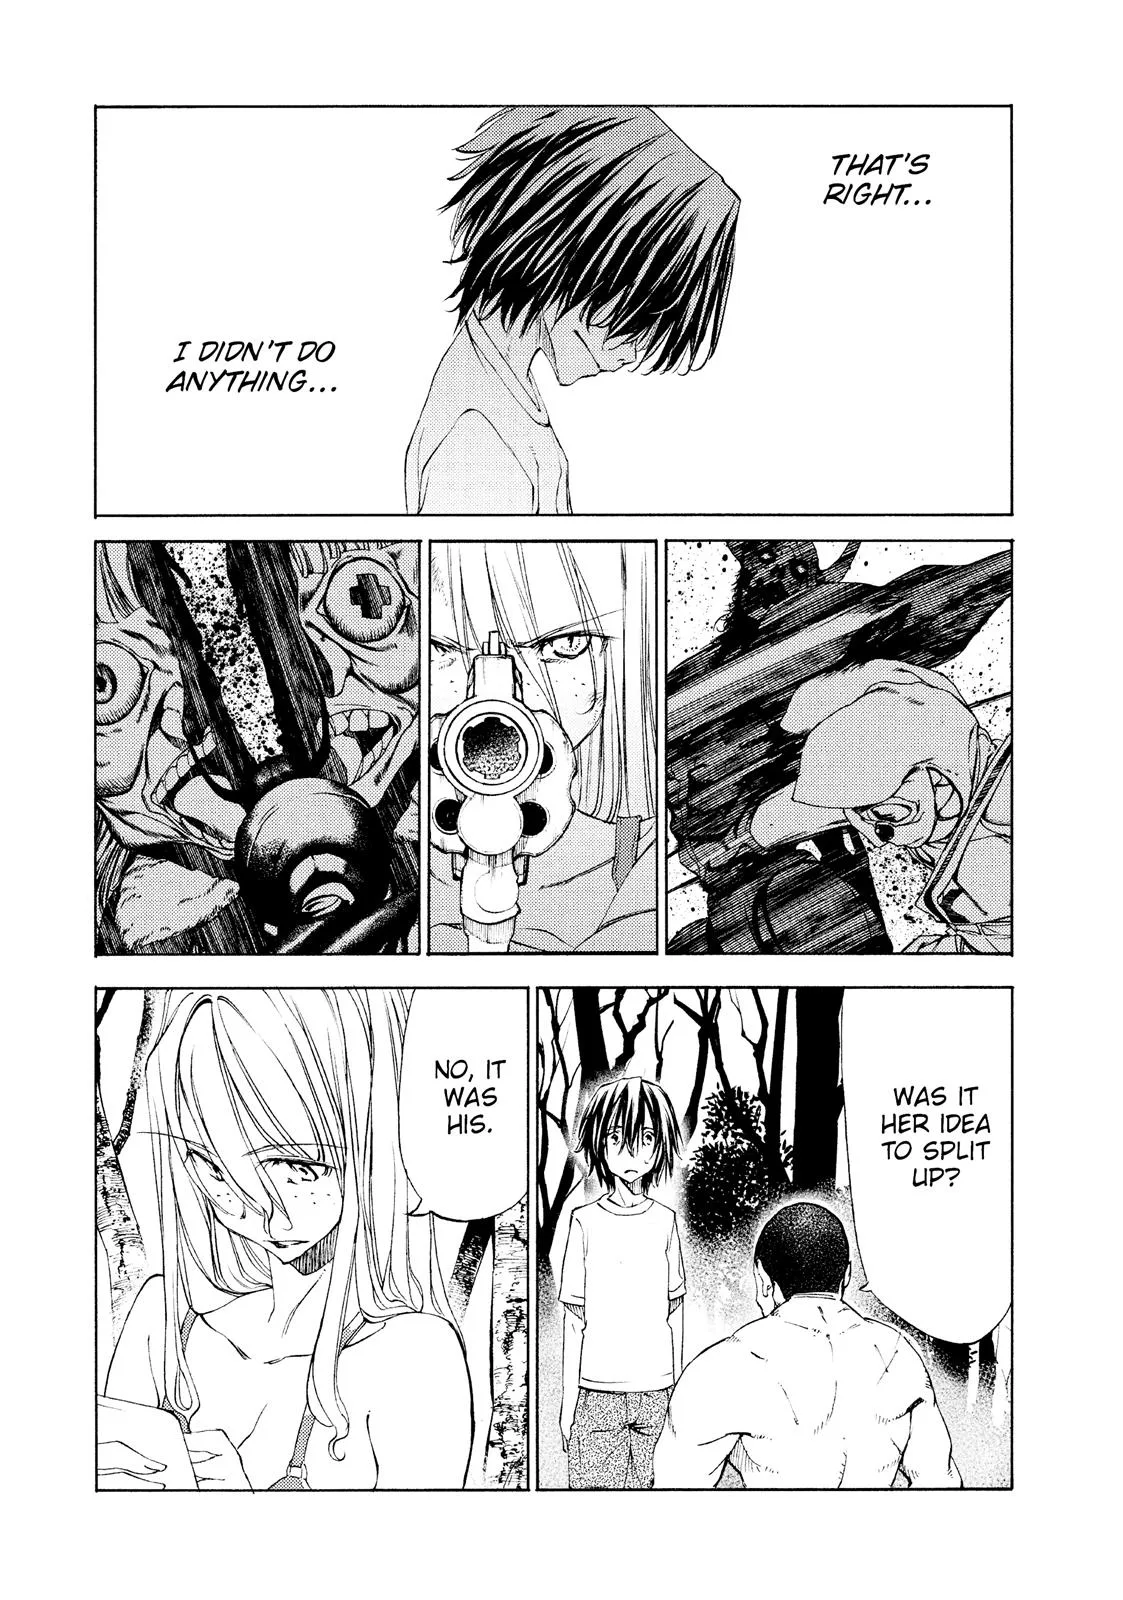 THAT'S
RIGHT...
I DIDN'T DO
ANYTHING...
WAS IT
HER IDEA
TO SPLIT
UP?
NO, IT
WAS
HIS.